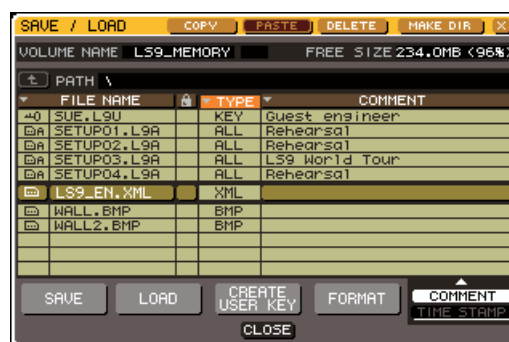 SAVE / LOAD COPY PASTE DELETE MAKE DIR X
VOLUME NAME LS9_MEMORY FREE SIZE 234.0MB (96%)
PATH \
FILE NAME TYPE COMMENT
SUE.L9U KEY Guest engineer
SETUP01.L9A ALL Rehearsal
SETUP02.L9A ALL Rehearsal
SETUP03.L9A ALL LS9 World Tour
SETUP04.L9A ALL Rehearsal
LS9_EN.XML XML
WALL.BMP BMP
WALL2.BMP BMP
SAVE LOAD CREATE USER KEY FORMAT COMMENT
TIME STAMP
CLOSE